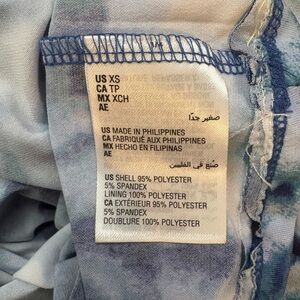 US XS
CA TP
MX XCH
AE
صغير جدًا
US MADE IN PHILIPPINES
CA FABRIQUÉ AUX PHILIPPINES
MX HECHO EN FILIPINAS
AE
صنع في الفلبين
US SHELL 95% POLYESTER
5% SPANDEX
LINING 100% POLYESTER
CA EXTÉRIEUR 95% POLYESTER
5% SPANDEX
DOUBLURE 100% POLYESTER